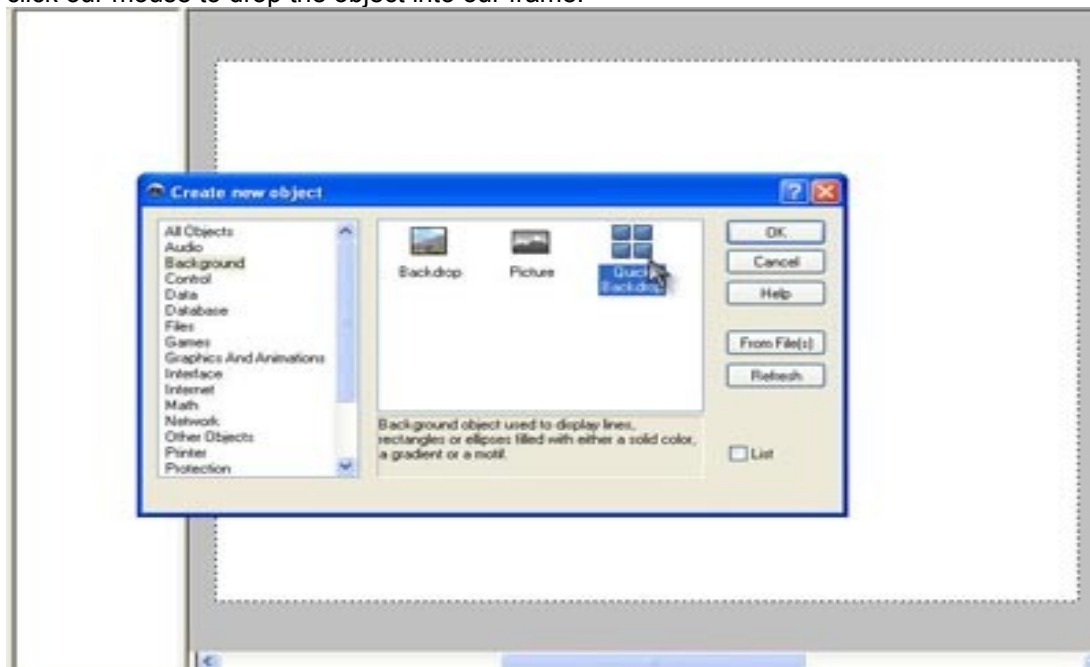 click our mouse to drop the object into our frame.
Create new object
All Objects
Audio
Background
Control
Data
Database
Files
Games
Graphics And Animations
Interface
Internet
Math
Network
Other Objects
Printer
Protection
Backdrop
Picture
Quick
Backdrop
Background object used to display lines,
rectangles or ellipses filled with either a solid color,
a gradient or a motif.
OK
Cancel
Help
From File(s)
Refresh
List